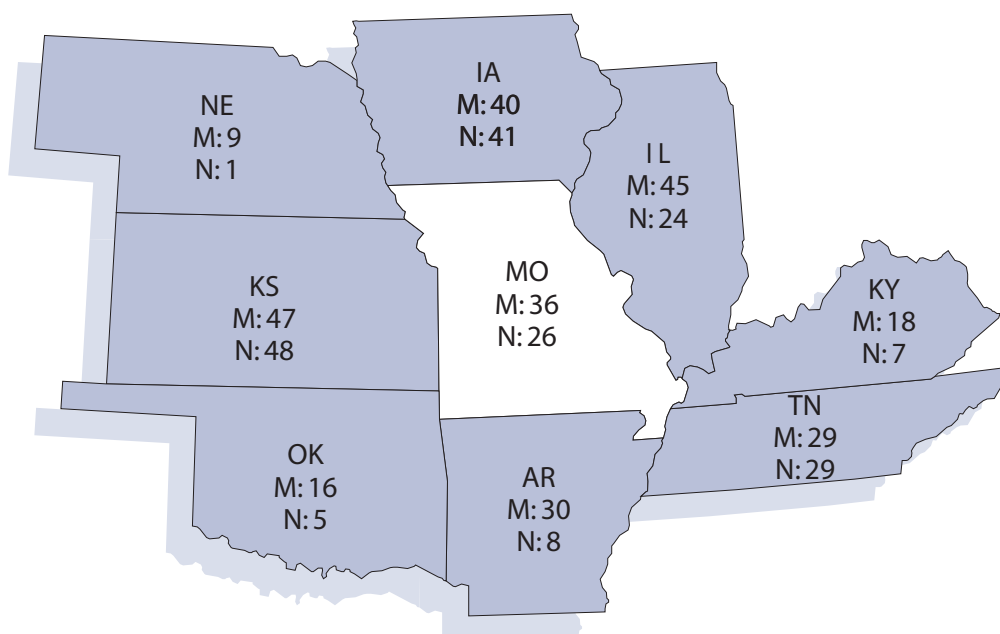 IA
M: 40
N: 41
NE
M: 9
N: 1
I L
M: 45
N: 24
MO
M: 36
N: 26
KS
M: 47
N: 48
KY
M: 18
N: 7
TN
M: 29
N: 29
OK
M: 16
N: 5
AR
M: 30
N: 8